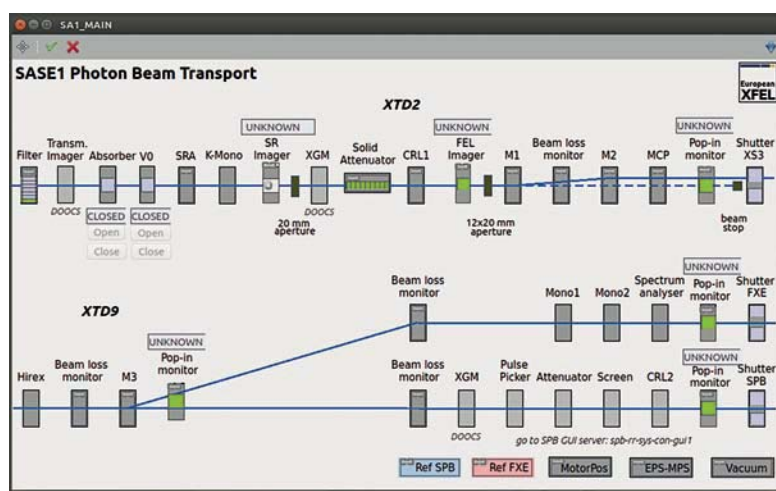 SA1_MAIN
SASE1 Photon Beam Transport
European
XFEL
XTD2
UNKNOWN
UNKNOWN
UNKNOWN
Filter
Transm.
Imager
Absorber
V0
SRA
K-Mono
SR
Imager
XGM
Solid
Attenuator
CRL1
FEL
Imager
M1
Beam loss
monitor
M2
MCP
Pop-in
monitor
Shutter
XS3
DOOCS
CLOSED
CLOSED
Open
Open
Close
Close
20 mm
aperture
DOOCS
12x20 mm
aperture
beam
stop
UNKNOWN
Beam loss
monitor
Mono1
Mono2
Spectrum
analyser
Pop-in
monitor
Shutter
FXE
XTD9
UNKNOWN
UNKNOWN
Hirex
Beam loss
monitor
M3
Pop-in
monitor
Beam loss
monitor
XGM
Pulse
Picker
Attenuator
Screen
CRL2
Pop-in
monitor
Shutter
SPB
DOOCS
go to SPB GUI server: spb-rr-sys-con-gui1
Ref SPB
Ref FXE
MotorPos
EPS-MPS
Vacuum